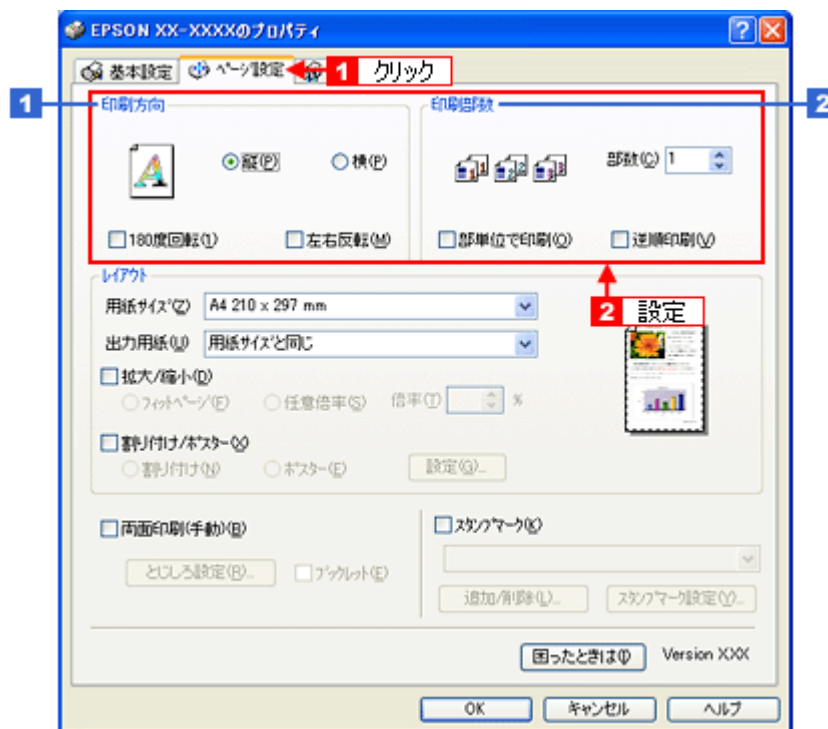 EPSON XX-XXXXのプロパティ
基本設定 ページ設定 1 クリック
1 印刷方向 印刷部数 2
縦(P) 横(P) 部数(C) 1
180度回転(1) 左右反転(M) 部単位で印刷(O) 逆順印刷(V)
レイアウト 2 設定
用紙サイズ(Z) A4 210 x 297 mm
出力用紙(U) 用紙サイズと同じ
拡大/縮小(D)
フィットページ(F) 任意倍率(S) 倍率(T) %
割り付け/ポスター(X)
割り付け(N) ポスター(E) 設定(G)...
両面印刷(手動)(B) スタンプマーク(K)
とじしろ設定(R)... ブックレット(E)
追加/削除(L)... スタンプマーク設定(Y)...
困ったときは(I) Version XXX
OK キャンセル ヘルプ